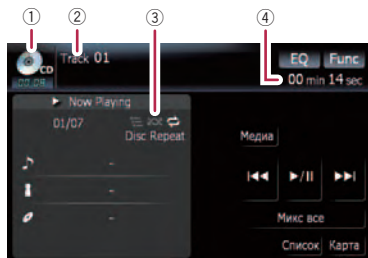 ① ② ③ ④
CD
Track 01
EQ Func
00 min 14 sec
Now Playing
01/07
Disc Repeat
Медиа
-
-
-
Микс все
Список Карта